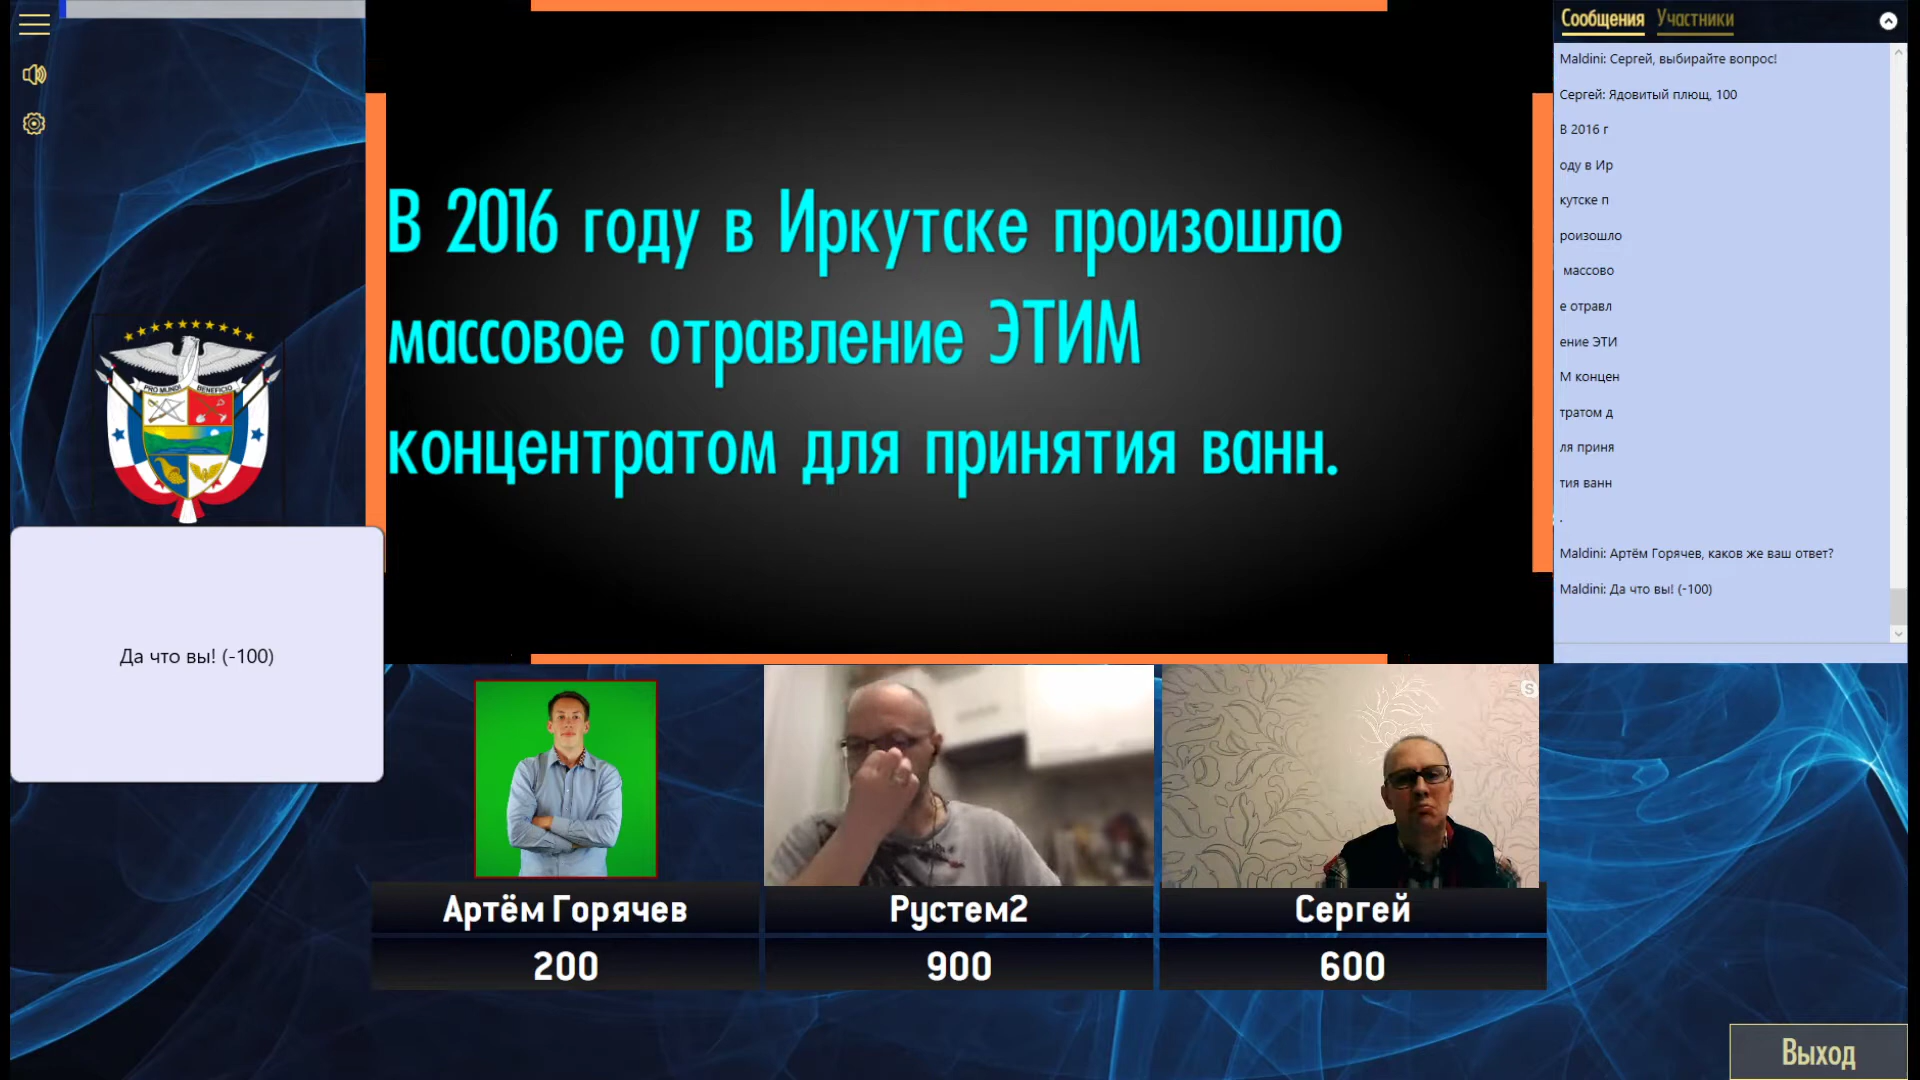 Сообщения Участники
Maldini: Сергей, выбирайте вопрос!
Сергей: Ядовитый плющ, 100
В 2016 г
оду в Ир
кутске п
роизошло
массово
е отравл
ение ЭТИ
М концен
тратом д
ля приня
тия ванн
.
Maldini: Артём Горячев, каков же ваш ответ?
Maldini: Да что вы! (-100)
В 2016 году в Иркутске произошло
массовое отравление ЭТИМ
концентратом для принятия ванн.
PRO MUNDI BENEFICIO
Да что вы! (-100)
S
Артём Горячев
Рустем2
Сергей
200
900
600
Выход